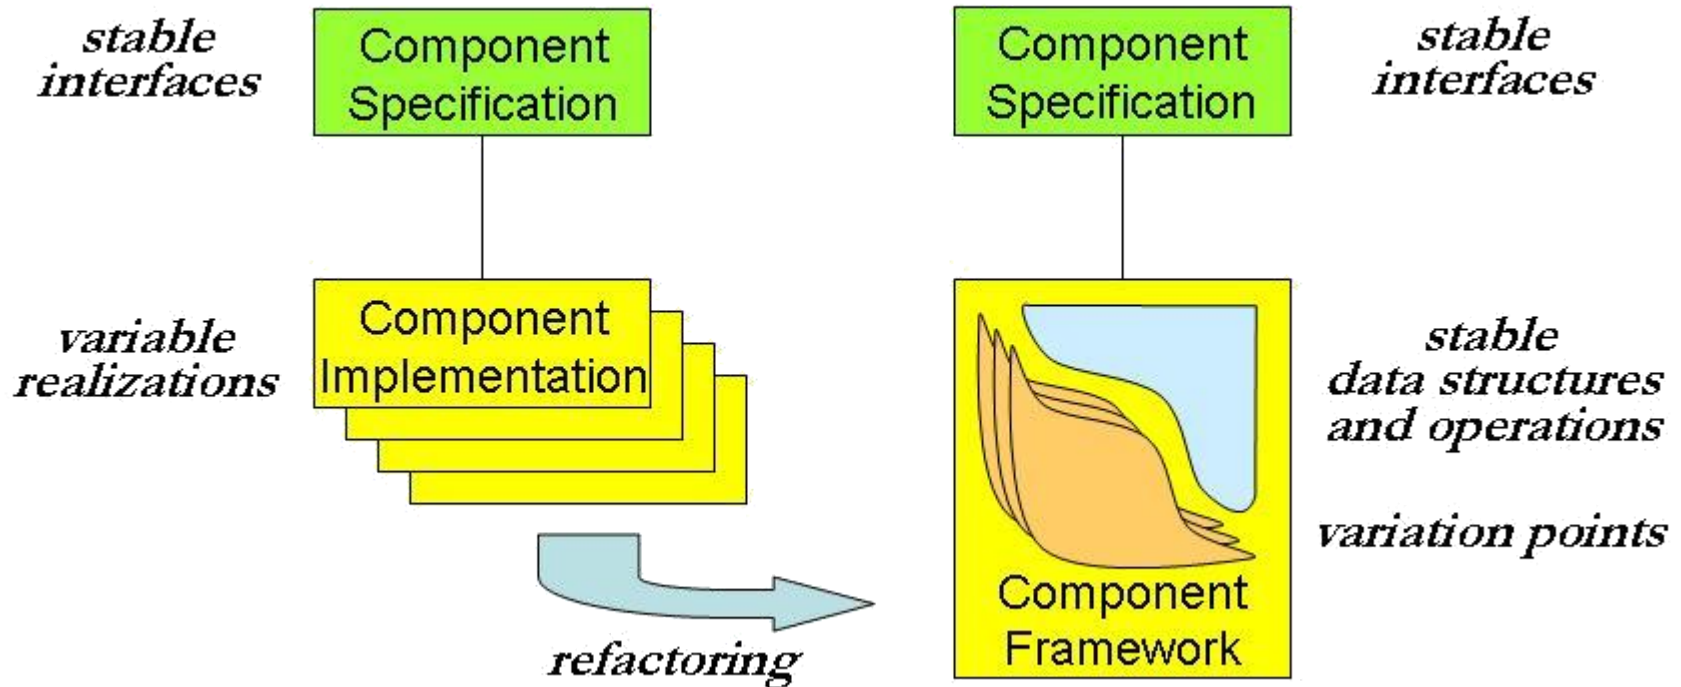 stable
interfaces
Component
Specification
Component
Specification
stable
interfaces
variable
realizations
Component
Implementation
stable
data structures
and operations
variation points
Component
Framework
refactoring